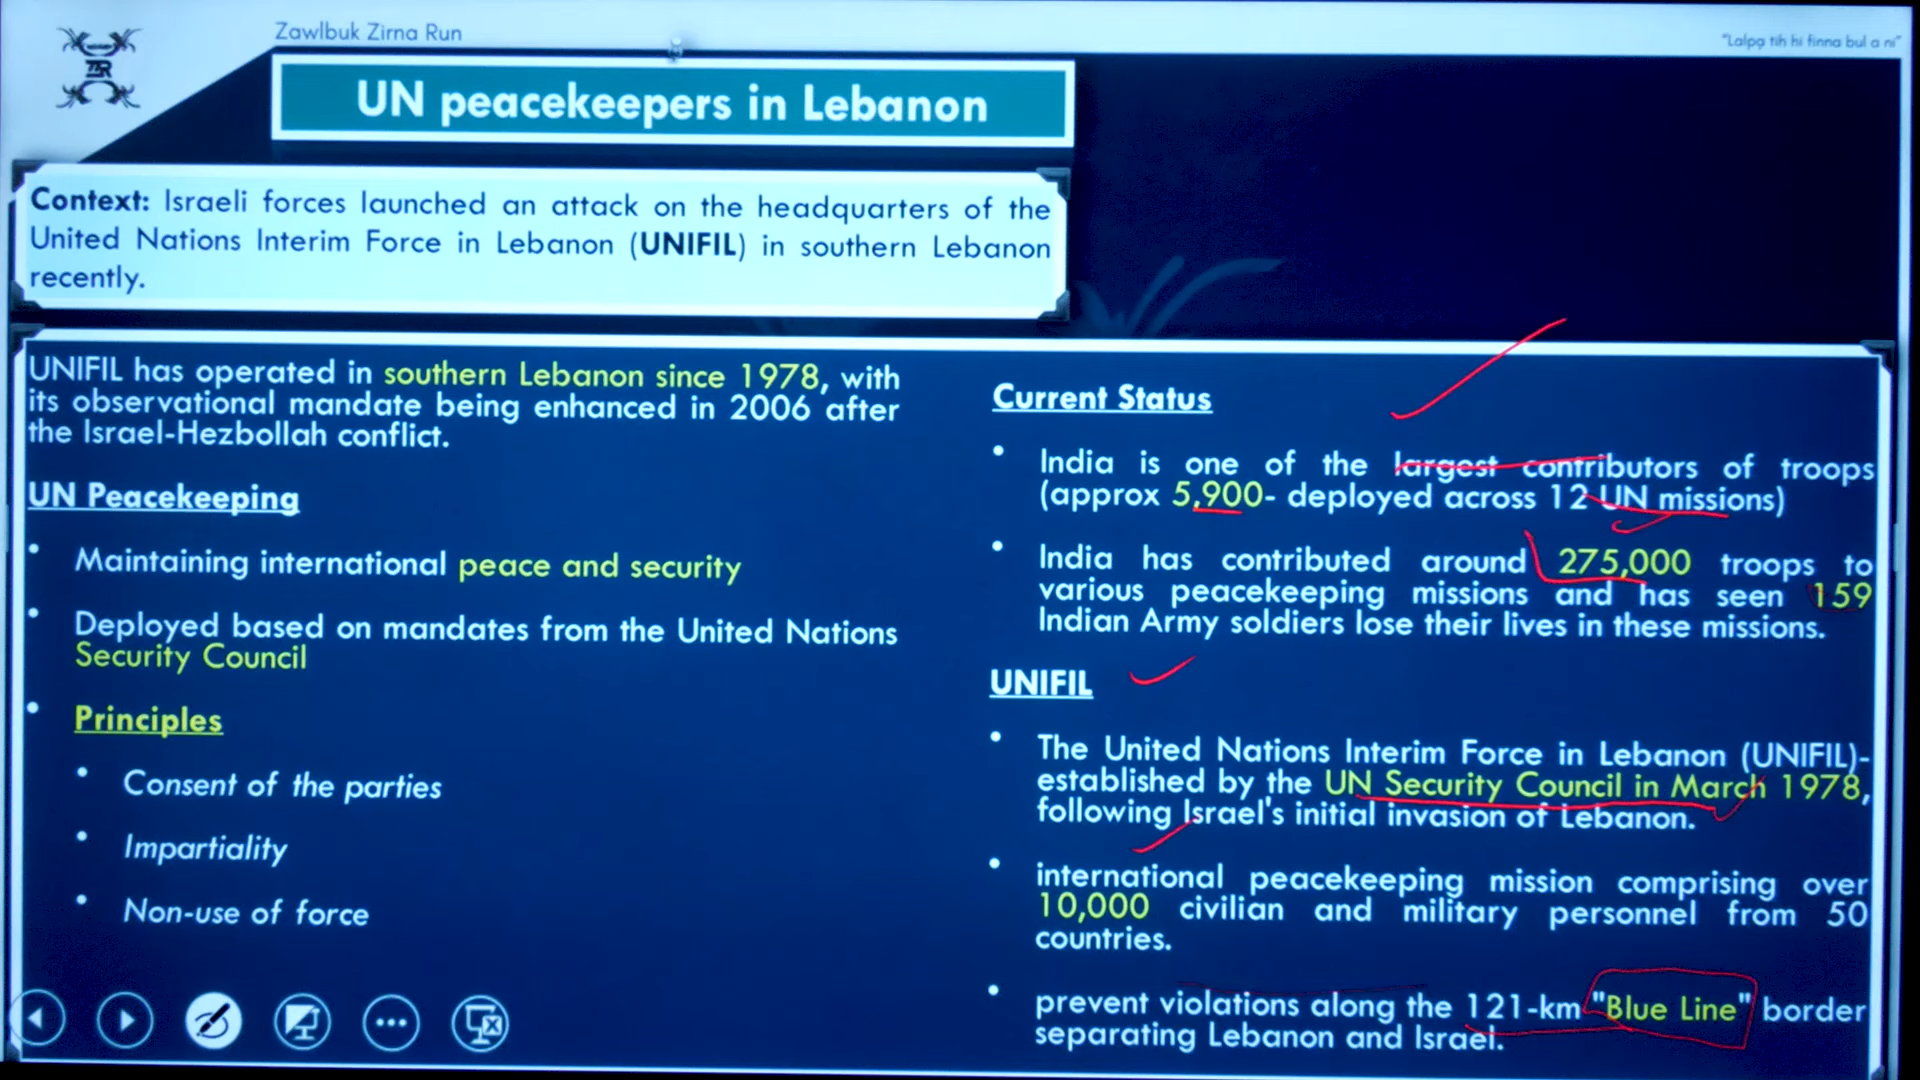 Zawlbuk Zirna Run
"Lalpa tih hi finna bul a ni"
ZR
UN peacekeepers in Lebanon
Context: Israeli forces launched an attack on the headquarters of the
United Nations Interim Force in Lebanon (UNIFIL) in southern Lebanon
recently.
UNIFIL has operated in southern Lebanon since 1978, with
its observational mandate being enhanced in 2006 after
the Israel-Hezbollah conflict.
UN Peacekeeping
• Maintaining international peace and security
• Deployed based on mandates from the United Nations
Security Council
• Principles
• Consent of the parties
• Impartiality
• Non-use of force
Current Status
• India is one of the largest contributors of troops
(approx 5,900- deployed across 12 UN missions)
• India has contributed around 275,000 troops to
various peacekeeping missions and has seen 159
Indian Army soldiers lose their lives in these missions.
UNIFIL
• The United Nations Interim Force in Lebanon (UNIFIL)-
established by the UN Security Council in March 1978,
following Israel's initial invasion of Lebanon.
• international peacekeeping mission comprising over
10,000 civilian and military personnel from 50
countries.
• prevent violations along the 121-km "Blue Line" border
separating Lebanon and Israel.